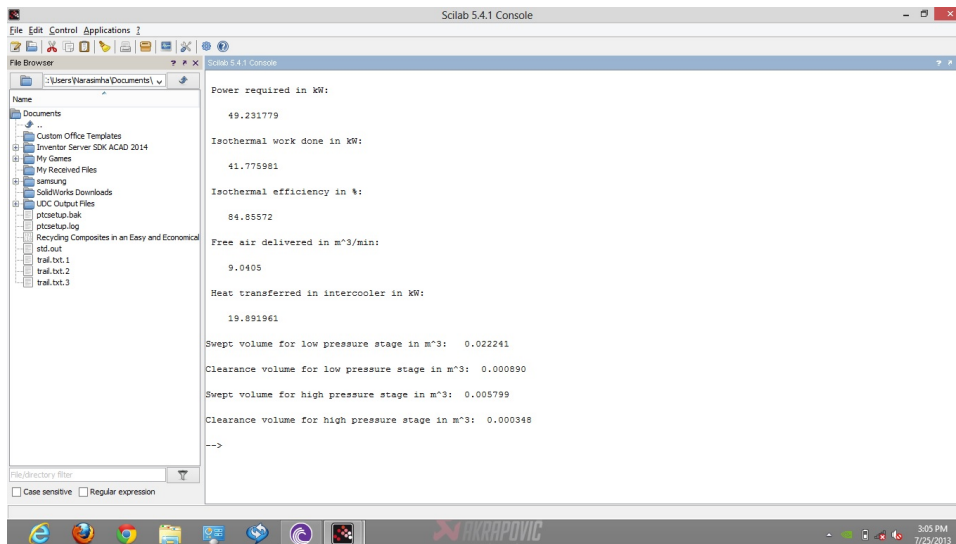 Scilab 5.4.1 Console
File Edit Control Applications ?
File Browser
Scilab 5.4.1 Console
:\Users\Narasimha\Documents\
Name
Documents
..
Custom Office Templates
Inventor Server SDK ACAD 2014
My Games
My Received Files
samsung
SolidWorks Downloads
UDC Output Files
ptcsetup.bak
ptcsetup.log
Recycling Composites in an Easy and Economical
std.out
trail.txt.1
trail.txt.2
trail.txt.3
File/directory filter
Case sensitive Regular expression
Power required in kW:
49.231779
Isothermal work done in kW:
41.775981
Isothermal efficiency in %:
84.85572
Free air delivered in m^3/min:
9.0405
Heat transferred in intercooler in kW:
19.891961
Swept volume for low pressure stage in m^3: 0.022241
Clearance volume for low pressure stage in m^3: 0.000890
Swept volume for high pressure stage in m^3: 0.005799
Clearance volume for high pressure stage in m^3: 0.000348
-->
AKRAPOVIC
3:05 PM
7/25/2013